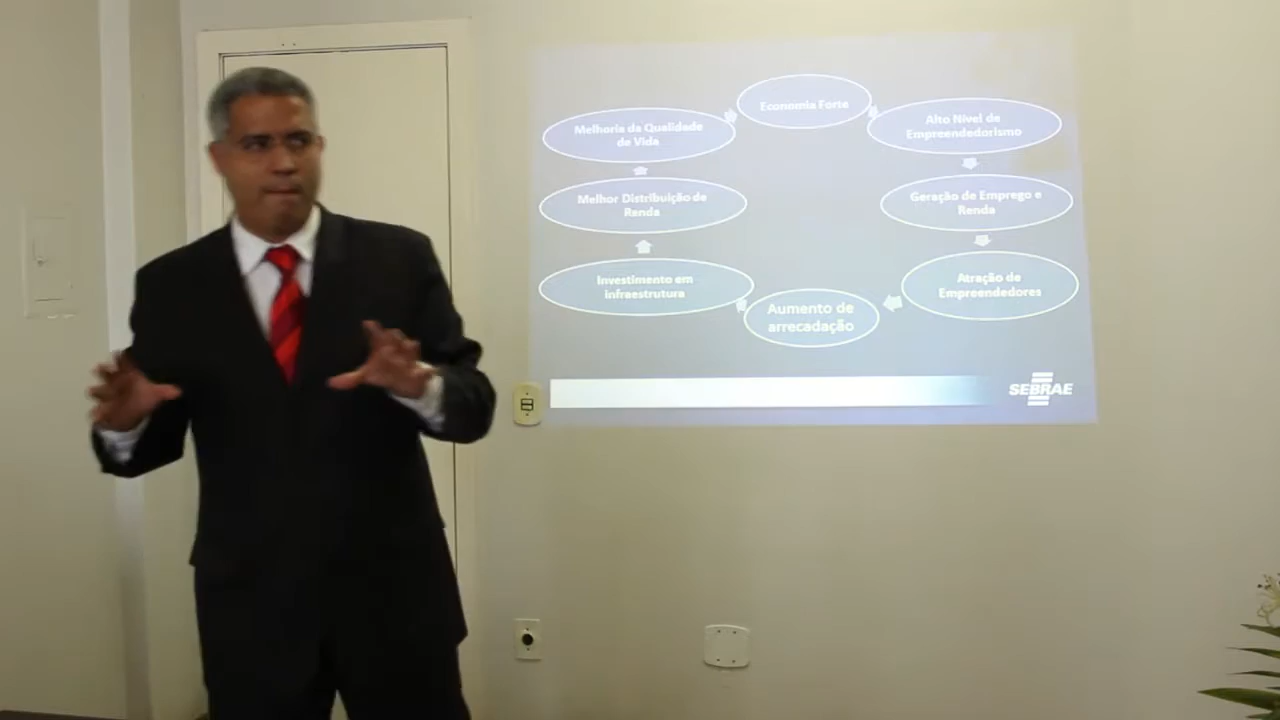 Economia Forte
Alto Nível de
Empreendedorismo
Geração de Emprego e
Renda
Atração de
Empreendedores
Aumento de
arrecadação
Investimento em
infraestrutura
Melhor Distribuição de
Renda
Melhoria da Qualidade
de Vida
SEBRAE